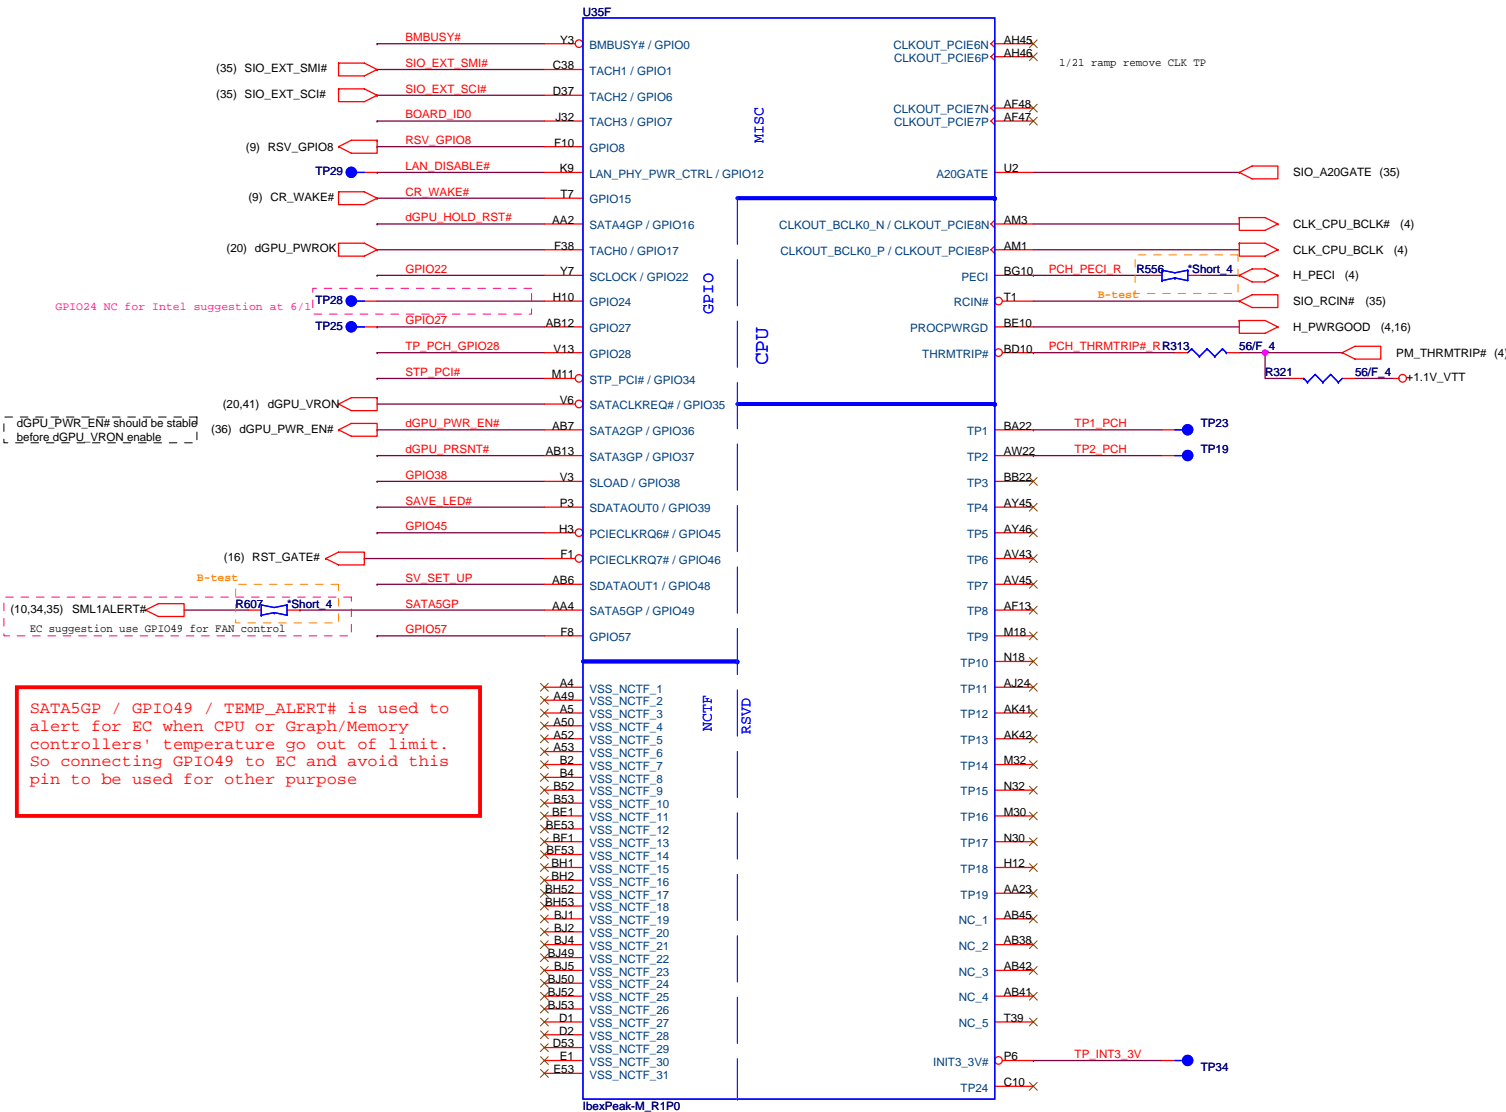 U35F
BMBUSY# Y3 BMBUSY# / GPIO0
(35) SIO_EXT_SMI# SIO_EXT_SMI# C38 TACH1 / GPIO1
(35) SIO_EXT_SCI# SIO_EXT_SCI# D37 TACH2 / GPIO6
BOARD_ID0 J32 TACH3 / GPIO7
(9) RSV_GPIO8 RSV_GPIO8 F10 GPIO8
TP29 LAN_DISABLE# K9 LAN_PHY_PWR_CTRL / GPIO12
(9) CR_WAKE# CR_WAKE# T7 GPIO15
dGPU_HOLD_RST# AA2 SATA4GP / GPIO16
(20) dGPU_PWROK F38 TACH0 / GPIO17
GPIO22 Y7 SCLOCK / GPIO22
GPIO24 NC for Intel suggestion at 6/1 TP28 H10 GPIO24
TP25 GPIO27 AB12 GPIO27
TP_PCH_GPIO28 V13 GPIO28
STP_PCI# M11 STP_PCI# / GPIO34
(20,41) dGPU_VRON V6 SATACLKREQ# / GPIO35
dGPU_PWR_EN# should be stable
before dGPU_VRON enable
(36) dGPU_PWR_EN# dGPU_PWR_EN# AB7 SATA2GP / GPIO36
dGPU_PRSNT# AB13 SATA3GP / GPIO37
GPIO38 V3 SLOAD / GPIO38
SAVE_LED# P3 SDATAOUT0 / GPIO39
GPIO45 H3 PCIECLKRQ6# / GPIO45
(16) RST_GATE# F1 PCIECLKRQ7# / GPIO46
B-test
SV_SET_UP AB6 SDATAOUT1 / GPIO48
(10,34,35) SML1ALERT# R607 *Short_4 SATA5GP AA4 SATA5GP / GPIO49
EC suggestion use GPIO49 for FAN control
GPIO57 F8 GPIO57
SATA5GP / GPIO49 / TEMP_ALERT# is used to
alert for EC when CPU or Graph/Memory
controllers' temperature go out of limit.
So connecting GPIO49 to EC and avoid this
pin to be used for other purpose
A4 VSS_NCTF_1
A49 VSS_NCTF_2
A5 VSS_NCTF_3
A50 VSS_NCTF_4
A52 VSS_NCTF_5
A53 VSS_NCTF_6
B2 VSS_NCTF_7
B4 VSS_NCTF_8
B52 VSS_NCTF_9
B53 VSS_NCTF_10
BE1 VSS_NCTF_11
BE53 VSS_NCTF_12
BF1 VSS_NCTF_13
BF53 VSS_NCTF_14
BH1 VSS_NCTF_15
BH2 VSS_NCTF_16
BH52 VSS_NCTF_17
BH53 VSS_NCTF_18
BJ1 VSS_NCTF_19
BJ2 VSS_NCTF_20
BJ4 VSS_NCTF_21
BJ49 VSS_NCTF_22
BJ5 VSS_NCTF_23
BJ50 VSS_NCTF_24
BJ52 VSS_NCTF_25
BJ53 VSS_NCTF_26
D1 VSS_NCTF_27
D2 VSS_NCTF_28
D53 VSS_NCTF_29
E1 VSS_NCTF_30
E53 VSS_NCTF_31
MISC
GPIO
CPU
NCTF
RSVD
CLKOUT_PCIE6N AH45
CLKOUT_PCIE6P AH46
1/21 ramp remove CLK TP
CLKOUT_PCIE7N AF48
CLKOUT_PCIE7P AF47
A20GATE U2 SIO_A20GATE (35)
CLKOUT_BCLK0_N / CLKOUT_PCIE8N AM3 CLK_CPU_BCLK# (4)
CLKOUT_BCLK0_P / CLKOUT_PCIE8P AM1 CLK_CPU_BCLK (4)
PECI BG10 PCH_PECI_R R556 *Short_4 H_PECI (4)
B-test
RCIN# T1 SIO_RCIN# (35)
PROCPWRGD BE10 H_PWRGOOD (4,16)
THRMTRIP# BD10 PCH_THRMTRIP#_R R313 56/F_4 PM_THRMTRIP# (4)
R321 56/F_4 +1.1V_VTT
TP1 BA22 TP1_PCH TP23
TP2 AW22 TP2_PCH TP19
TP3 BB22
TP4 AY45
TP5 AY46
TP6 AV43
TP7 AV45
TP8 AF13
TP9 M18
TP10 N18
TP11 AJ24
TP12 AK41
TP13 AK42
TP14 M32
TP15 N32
TP16 M30
TP17 N30
TP18 H12
TP19 AA23
NC_1 AB45
NC_2 AB38
NC_3 AB42
NC_4 AB41
NC_5 T39
INIT3_3V# P6 TP_INT3_3V TP34
TP24 C10
IbexPeak-M_R1P0